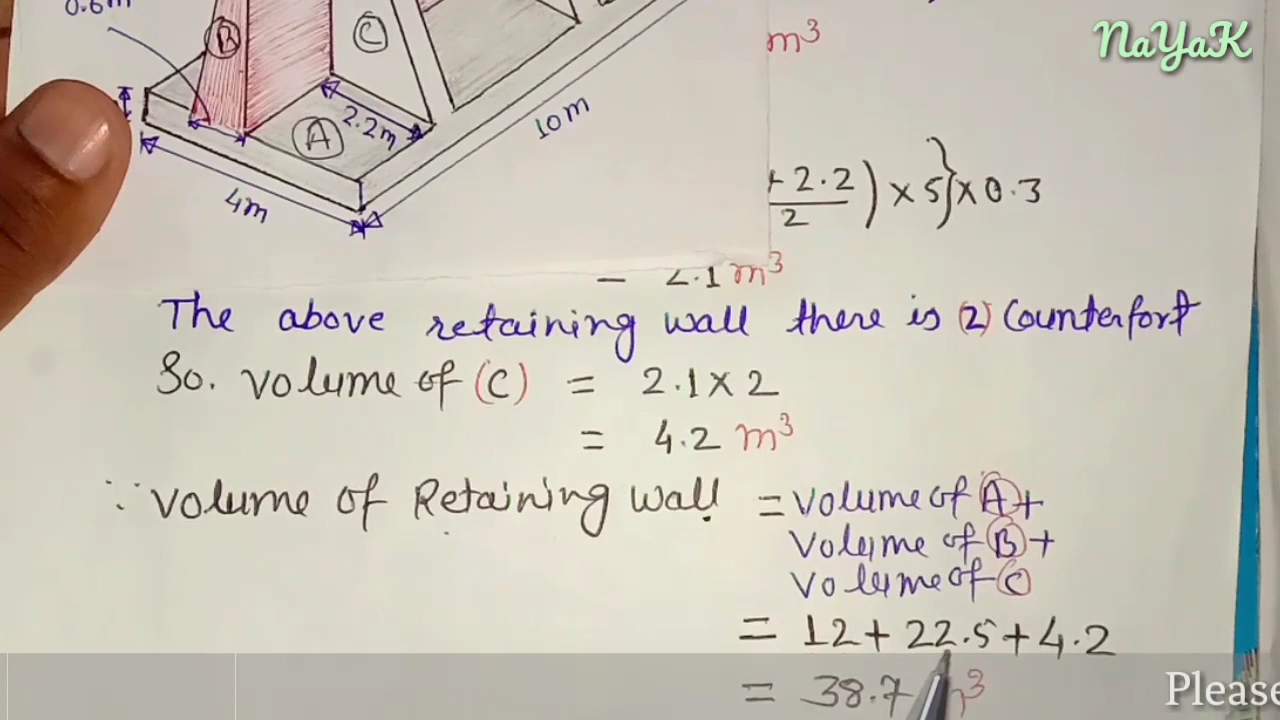 0.6m
B
C
NaYaK
m³
2.2m
10m
A
4m
+ 2.2
2
) × 5} × 0.3
2.1 m³
The above retaining wall there is (2) Counterfort
So. Volume of (C) = 2.1 × 2
= 4.2 m³
∵ Volume of Retaining wall = Volume of A +
Volume of B +
Volume of C
= 12 + 22.5 + 4.2
= 38.7 m³
Please